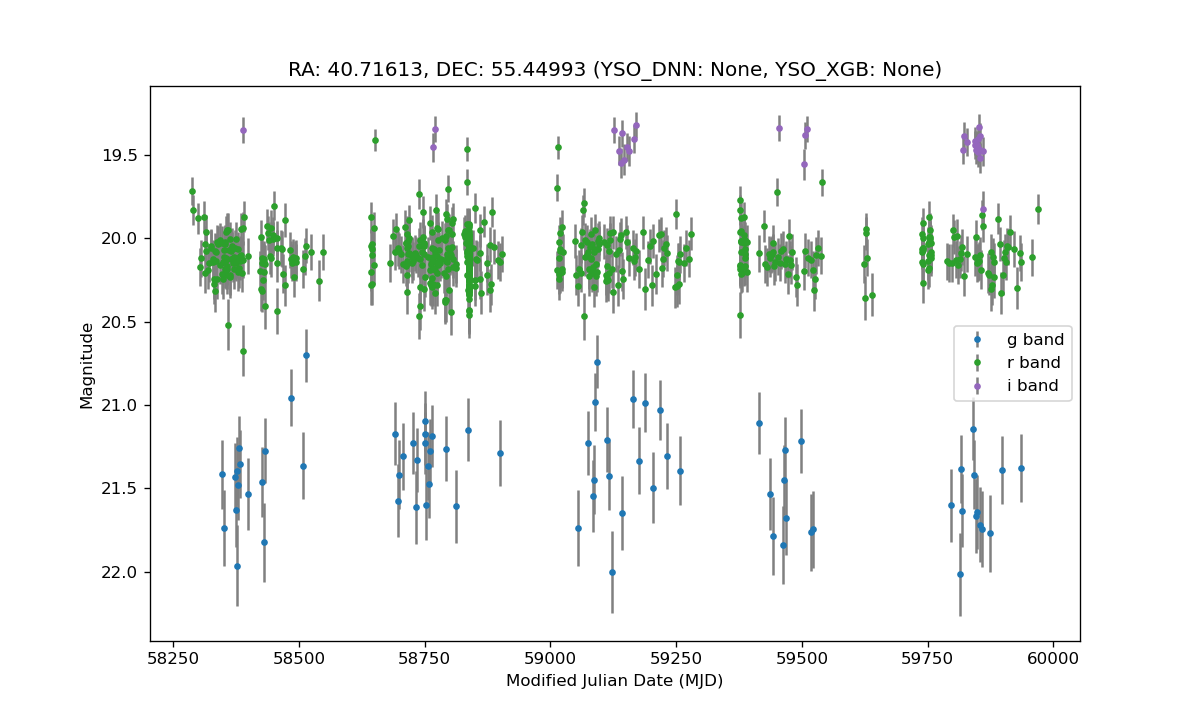 RA: 40.71613, DEC: 55.44993 (YSO_DNN: None, YSO_XGB: None)
19.5
20.0
20.5
21.0
21.5
22.0
Magnitude
g band
r band
i band
58250 58500 58750 59000 59250 59500 59750 60000
Modified Julian Date (MJD)